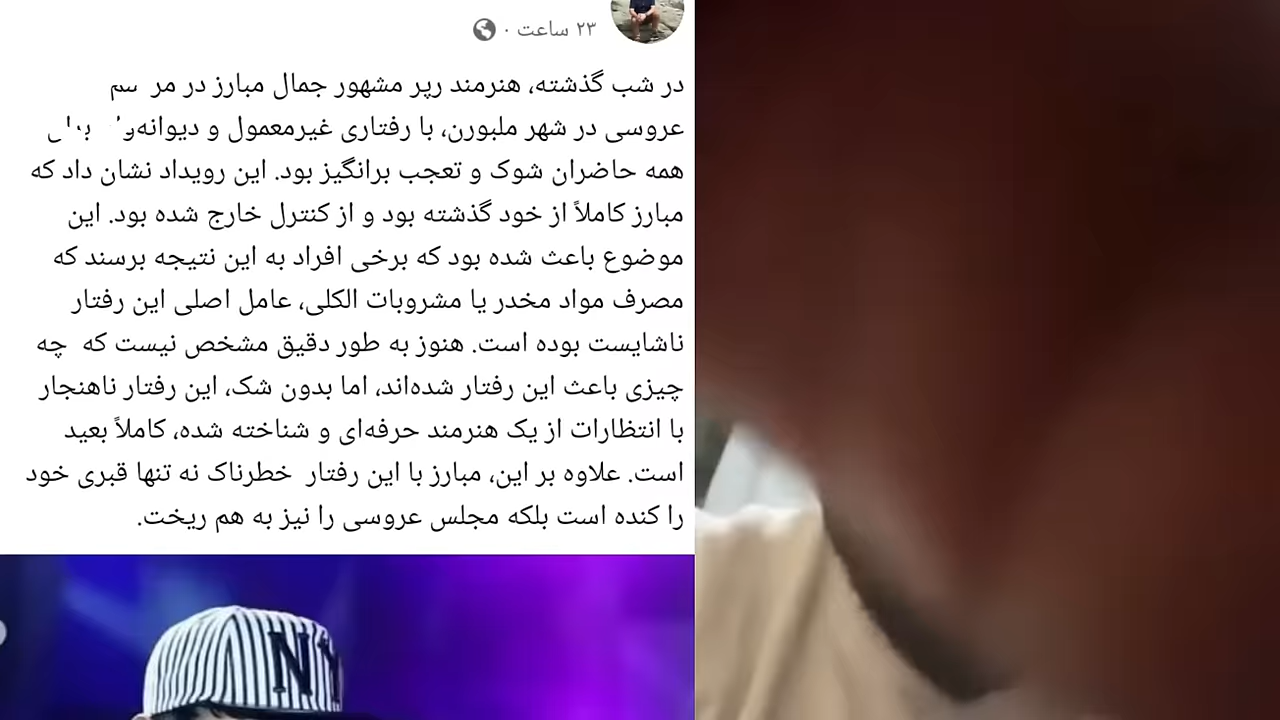 ۲۳ ساعت ·
در شب گذشته، هنرمند رپر مشهور جمال مبارز در
عروسی در شهر ملبورن، با رفتاری غیرمعمول و
همه حاضران شوک و تعجب برانگیز بود. این رویداد نشان داد که
مبارز کاملاً از خود گذشته بود و از کنترل خارج شده بود. این
موضوع باعث شده بود که برخی افراد به این نتیجه برسند که
مصرف مواد مخدر یا مشروبات الکلی، عامل اصلی این رفتار
ناشایست بوده است. هنوز به طور دقیق مشخص نیست که چه
چیزی باعث این رفتار شده‌اند، اما بدون شک، این رفتار ناهنجار
با انتظارات از یک هنرمند حرفه‌ای و شناخته شده، کاملاً بعید
است. علاوه بر این، مبارز با این رفتار خطرناک نه تنها قبری خود
را کنده است بلکه مجلس عروسی را نیز به هم ریخت.
NY